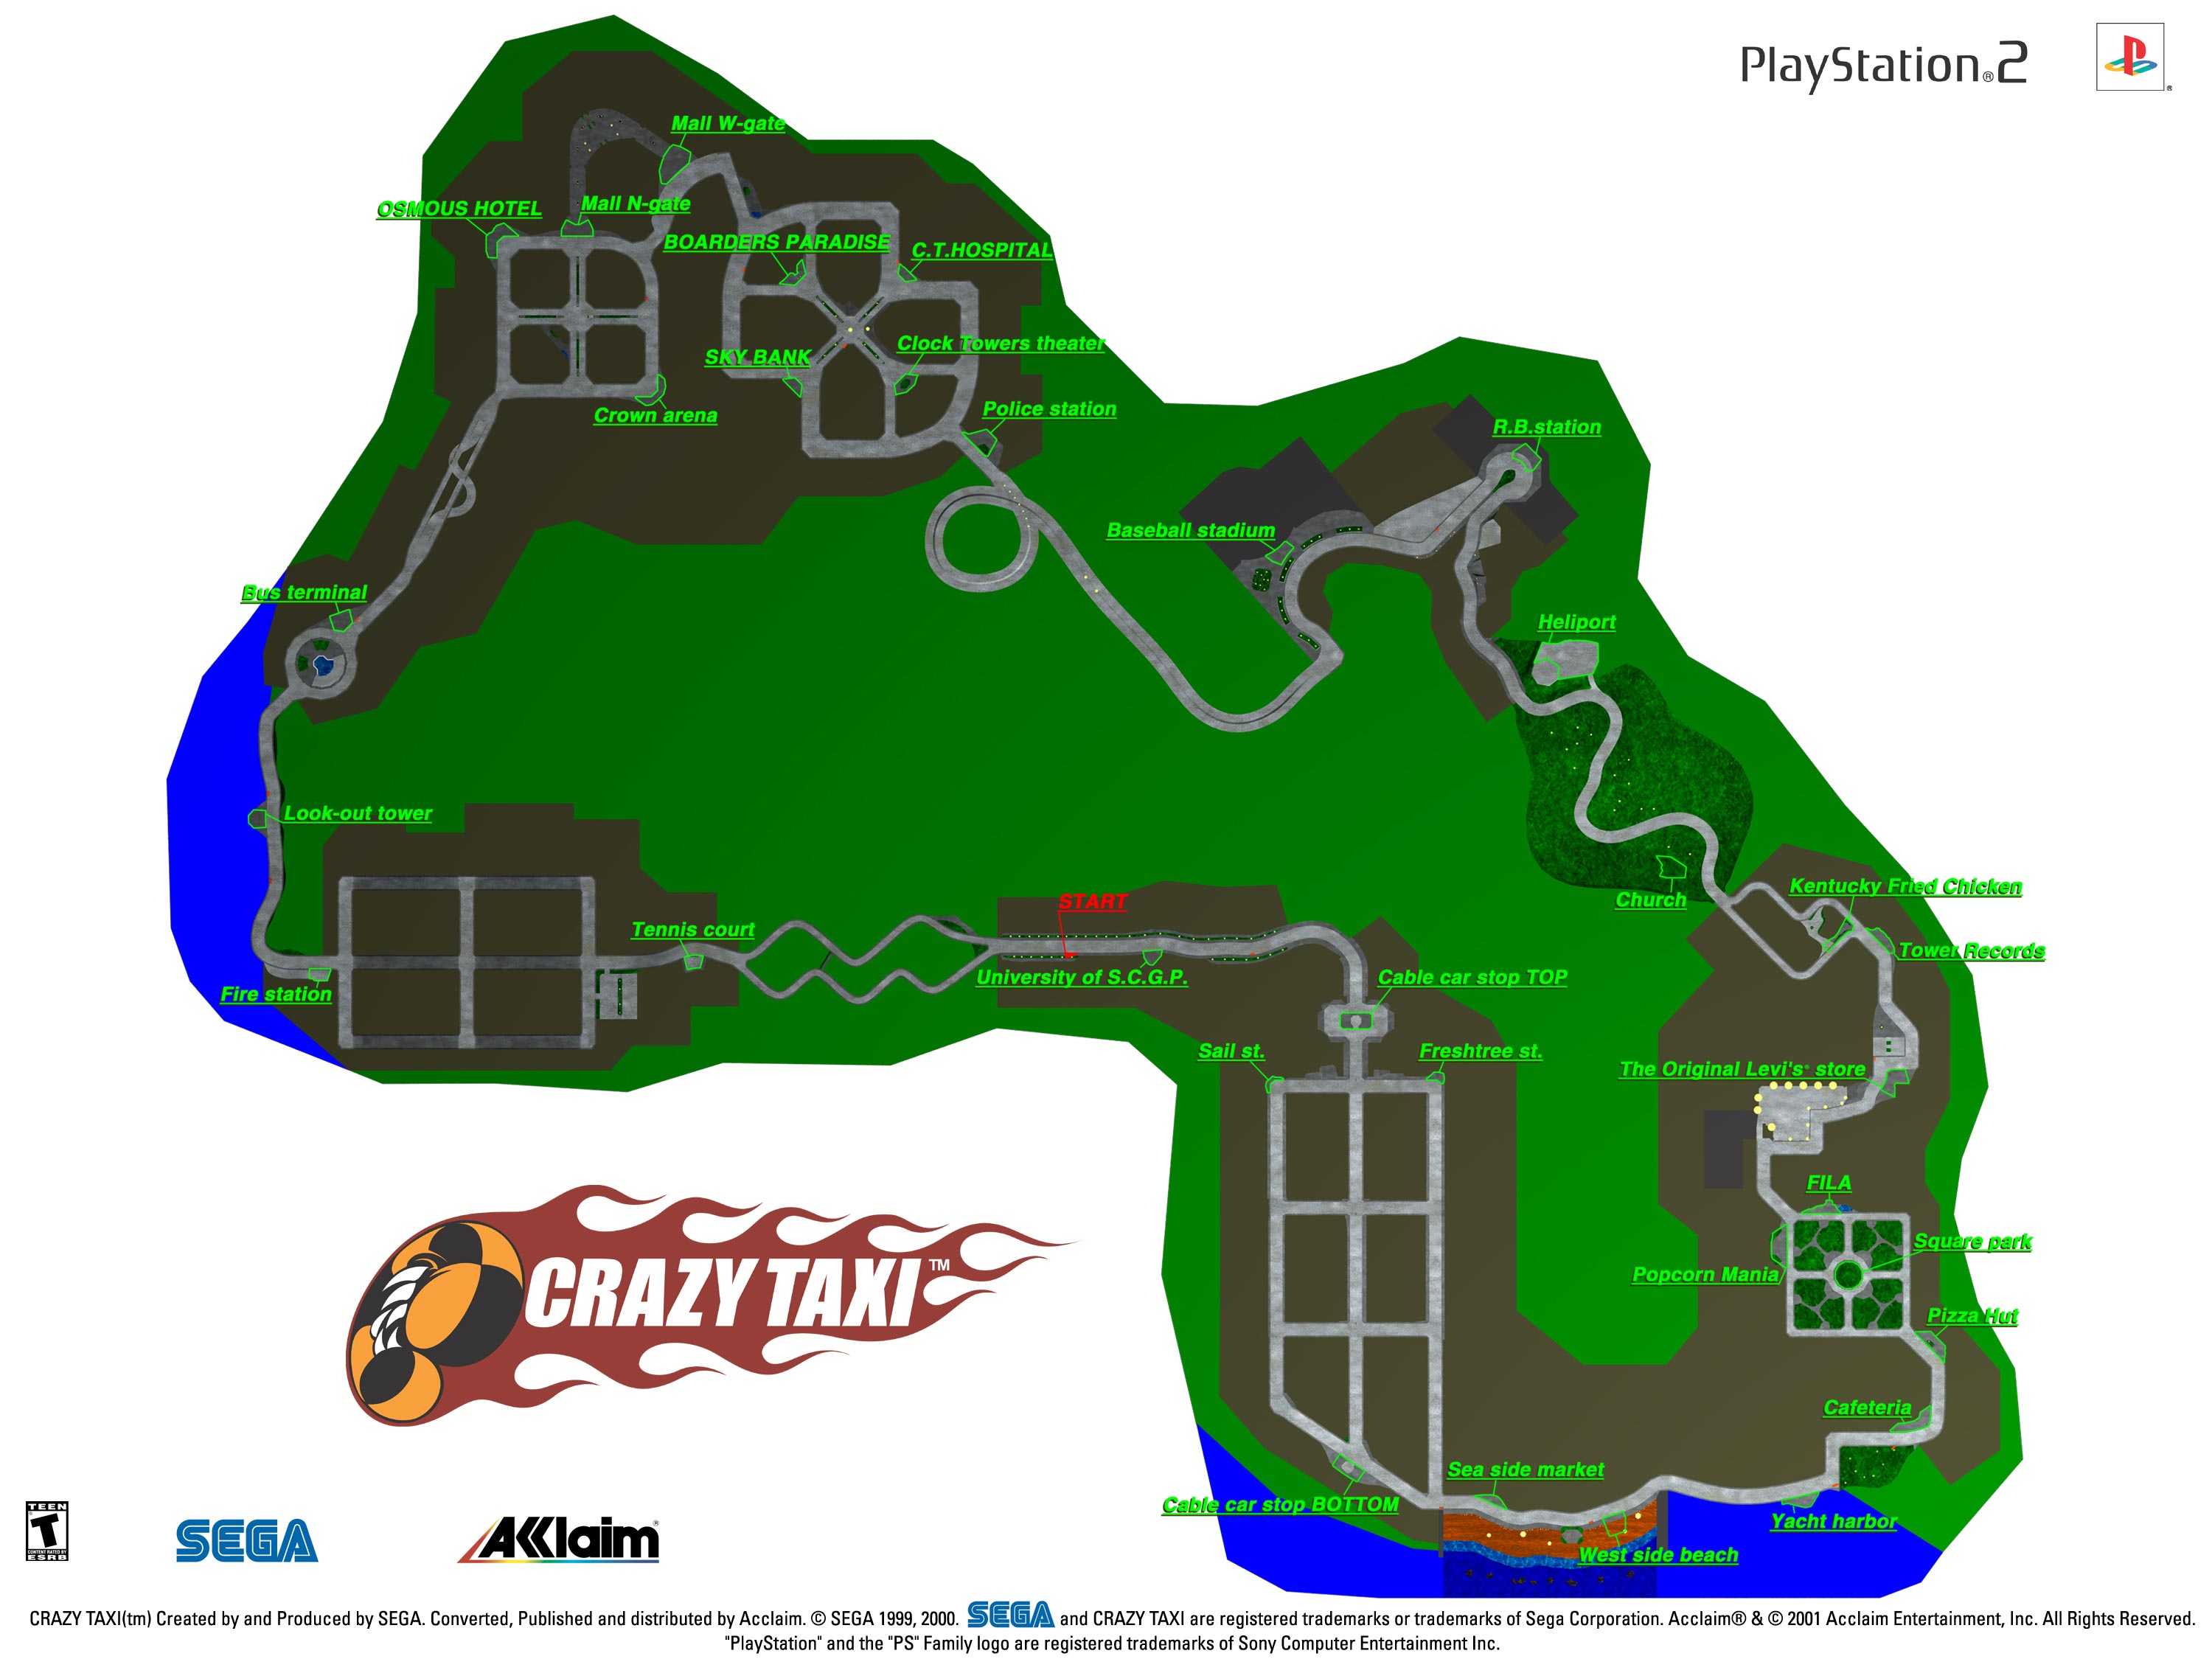 PlayStation®2
®
Mall W-gate
OSMOUS HOTEL
Mall N-gate
BOARDERS PARADISE
C.T.HOSPITAL
SKY BANK
Clock Towers theater
Crown arena
Police station
R.B.station
Baseball stadium
Bus terminal
Heliport
Look-out tower
Kentucky Fried Chicken
Church
START
Tennis court
Tower Records
University of S.C.G.P.
Cable car stop TOP
Fire station
Sail st.
Freshtree st.
The Original Levi's® store
FILA
Square park
Popcorn Mania
CRAZY TAXI™
Pizza Hut
Cafeteria
Sea side market
Cable car stop BOTTOM
Yacht harbor
West side beach
TEEN
T
CONTENT RATED BY
ESRB
SEGA
AKKlaim®
CRAZY TAXI(tm) Created by and Produced by SEGA. Converted, Published and distributed by Acclaim. © SEGA 1999, 2000. SEGA and CRAZY TAXI are registered trademarks or trademarks of Sega Corporation. Acclaim® & © 2001 Acclaim Entertainment, Inc. All Rights Reserved.
"PlayStation" and the "PS" Family logo are registered trademarks of Sony Computer Entertainment Inc.